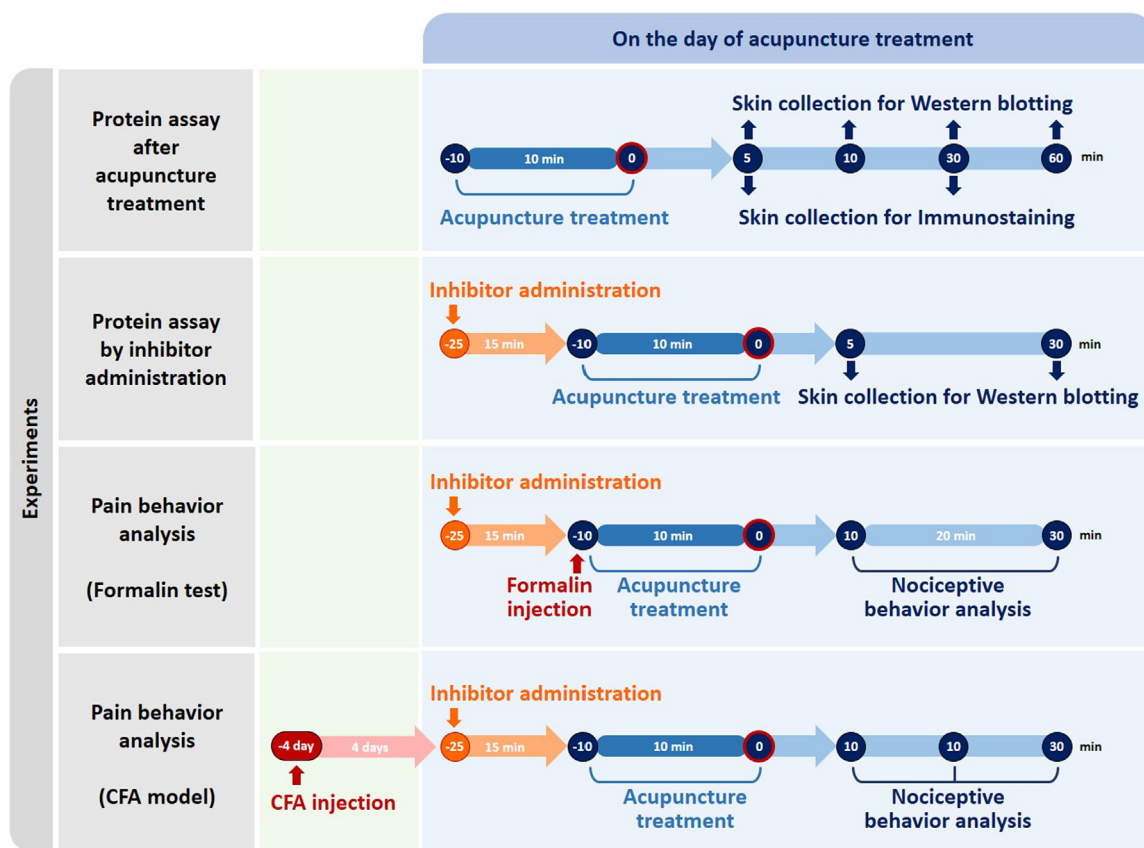 On the day of acupuncture treatment
Experiments
Protein assay
after
acupuncture
treatment
-10
10 min
0
Acupuncture treatment
Skin collection for Western blotting
5
10
30
60
min
Skin collection for Immunostaining
Protein assay
by inhibitor
administration
Inhibitor administration
-25
15 min
-10
10 min
0
5
30
min
Acupuncture treatment
Skin collection for Western blotting
Pain behavior
analysis
(Formalin test)
Inhibitor administration
-25
15 min
-10
10 min
0
10
20 min
30
min
Formalin
injection
Acupuncture
treatment
Nociceptive
behavior analysis
Pain behavior
analysis
(CFA model)
-4 day
4 days
CFA injection
Inhibitor administration
-25
15 min
-10
10 min
0
10
10
30
min
Acupuncture
treatment
Nociceptive
behavior analysis